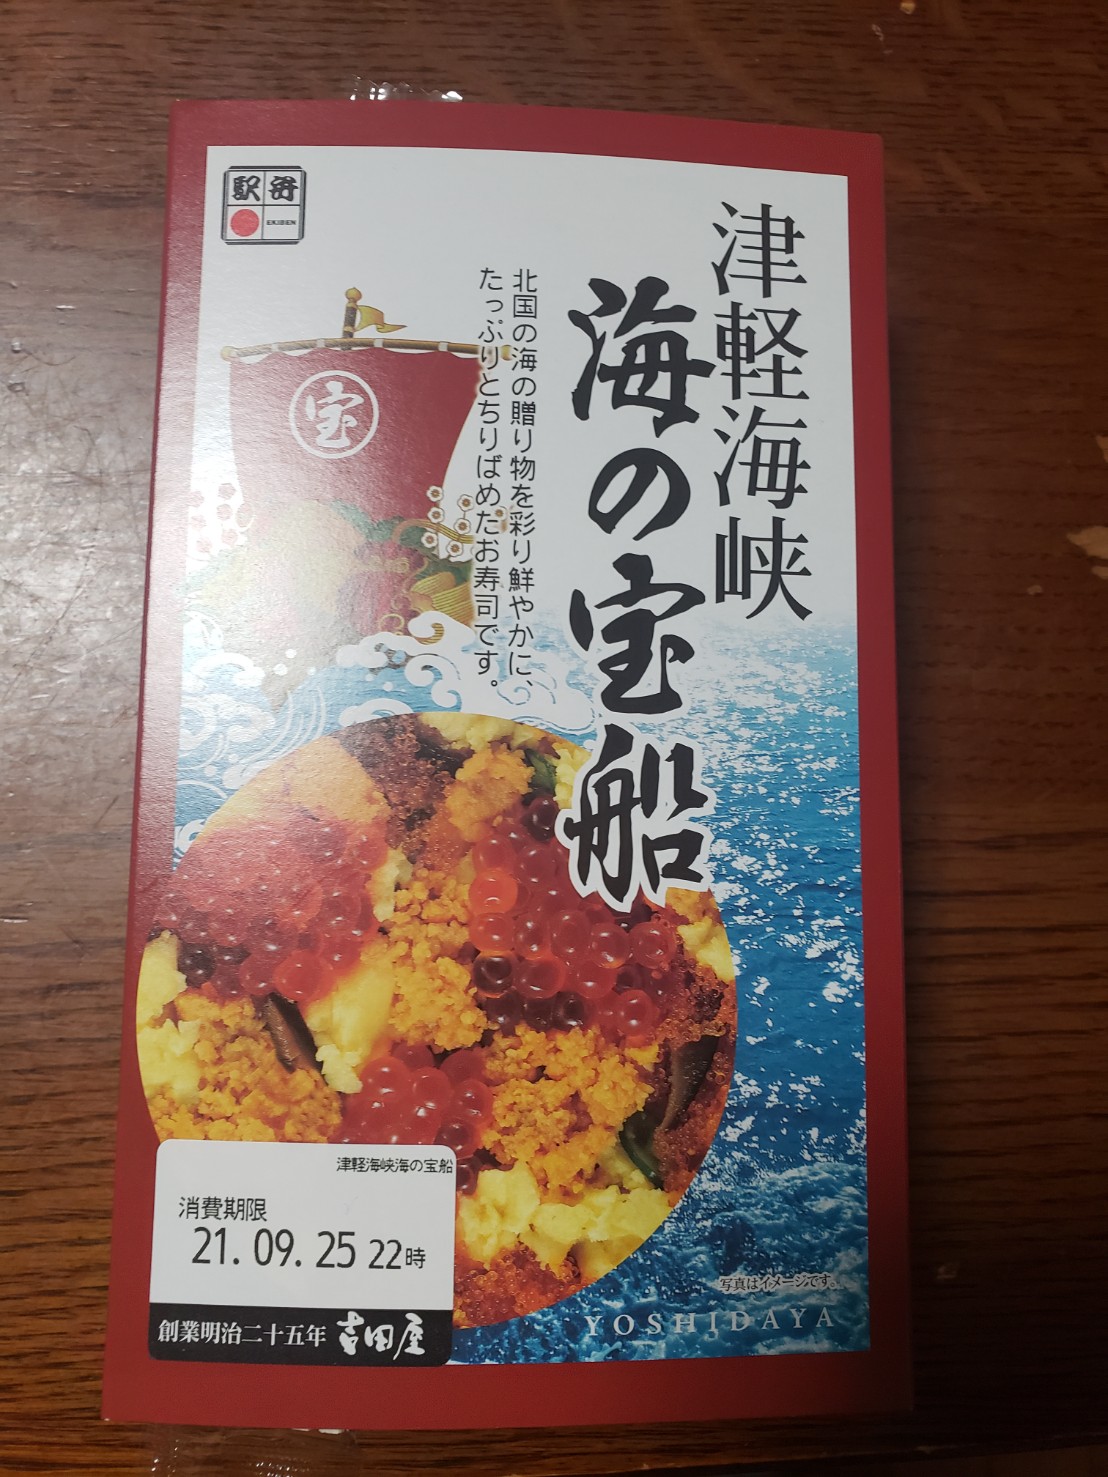 駅弁
EKIBEN
津軽海峡
海の宝船
北国の海の贈り物を彩り鮮やかに、
たっぷりとちりばめたお寿司です。
宝
津軽海峡海の宝船
消費期限
21. 09. 25 22時
創業明治二十五年 吉田屋
写真はイメージです。
YOSHIDAYA